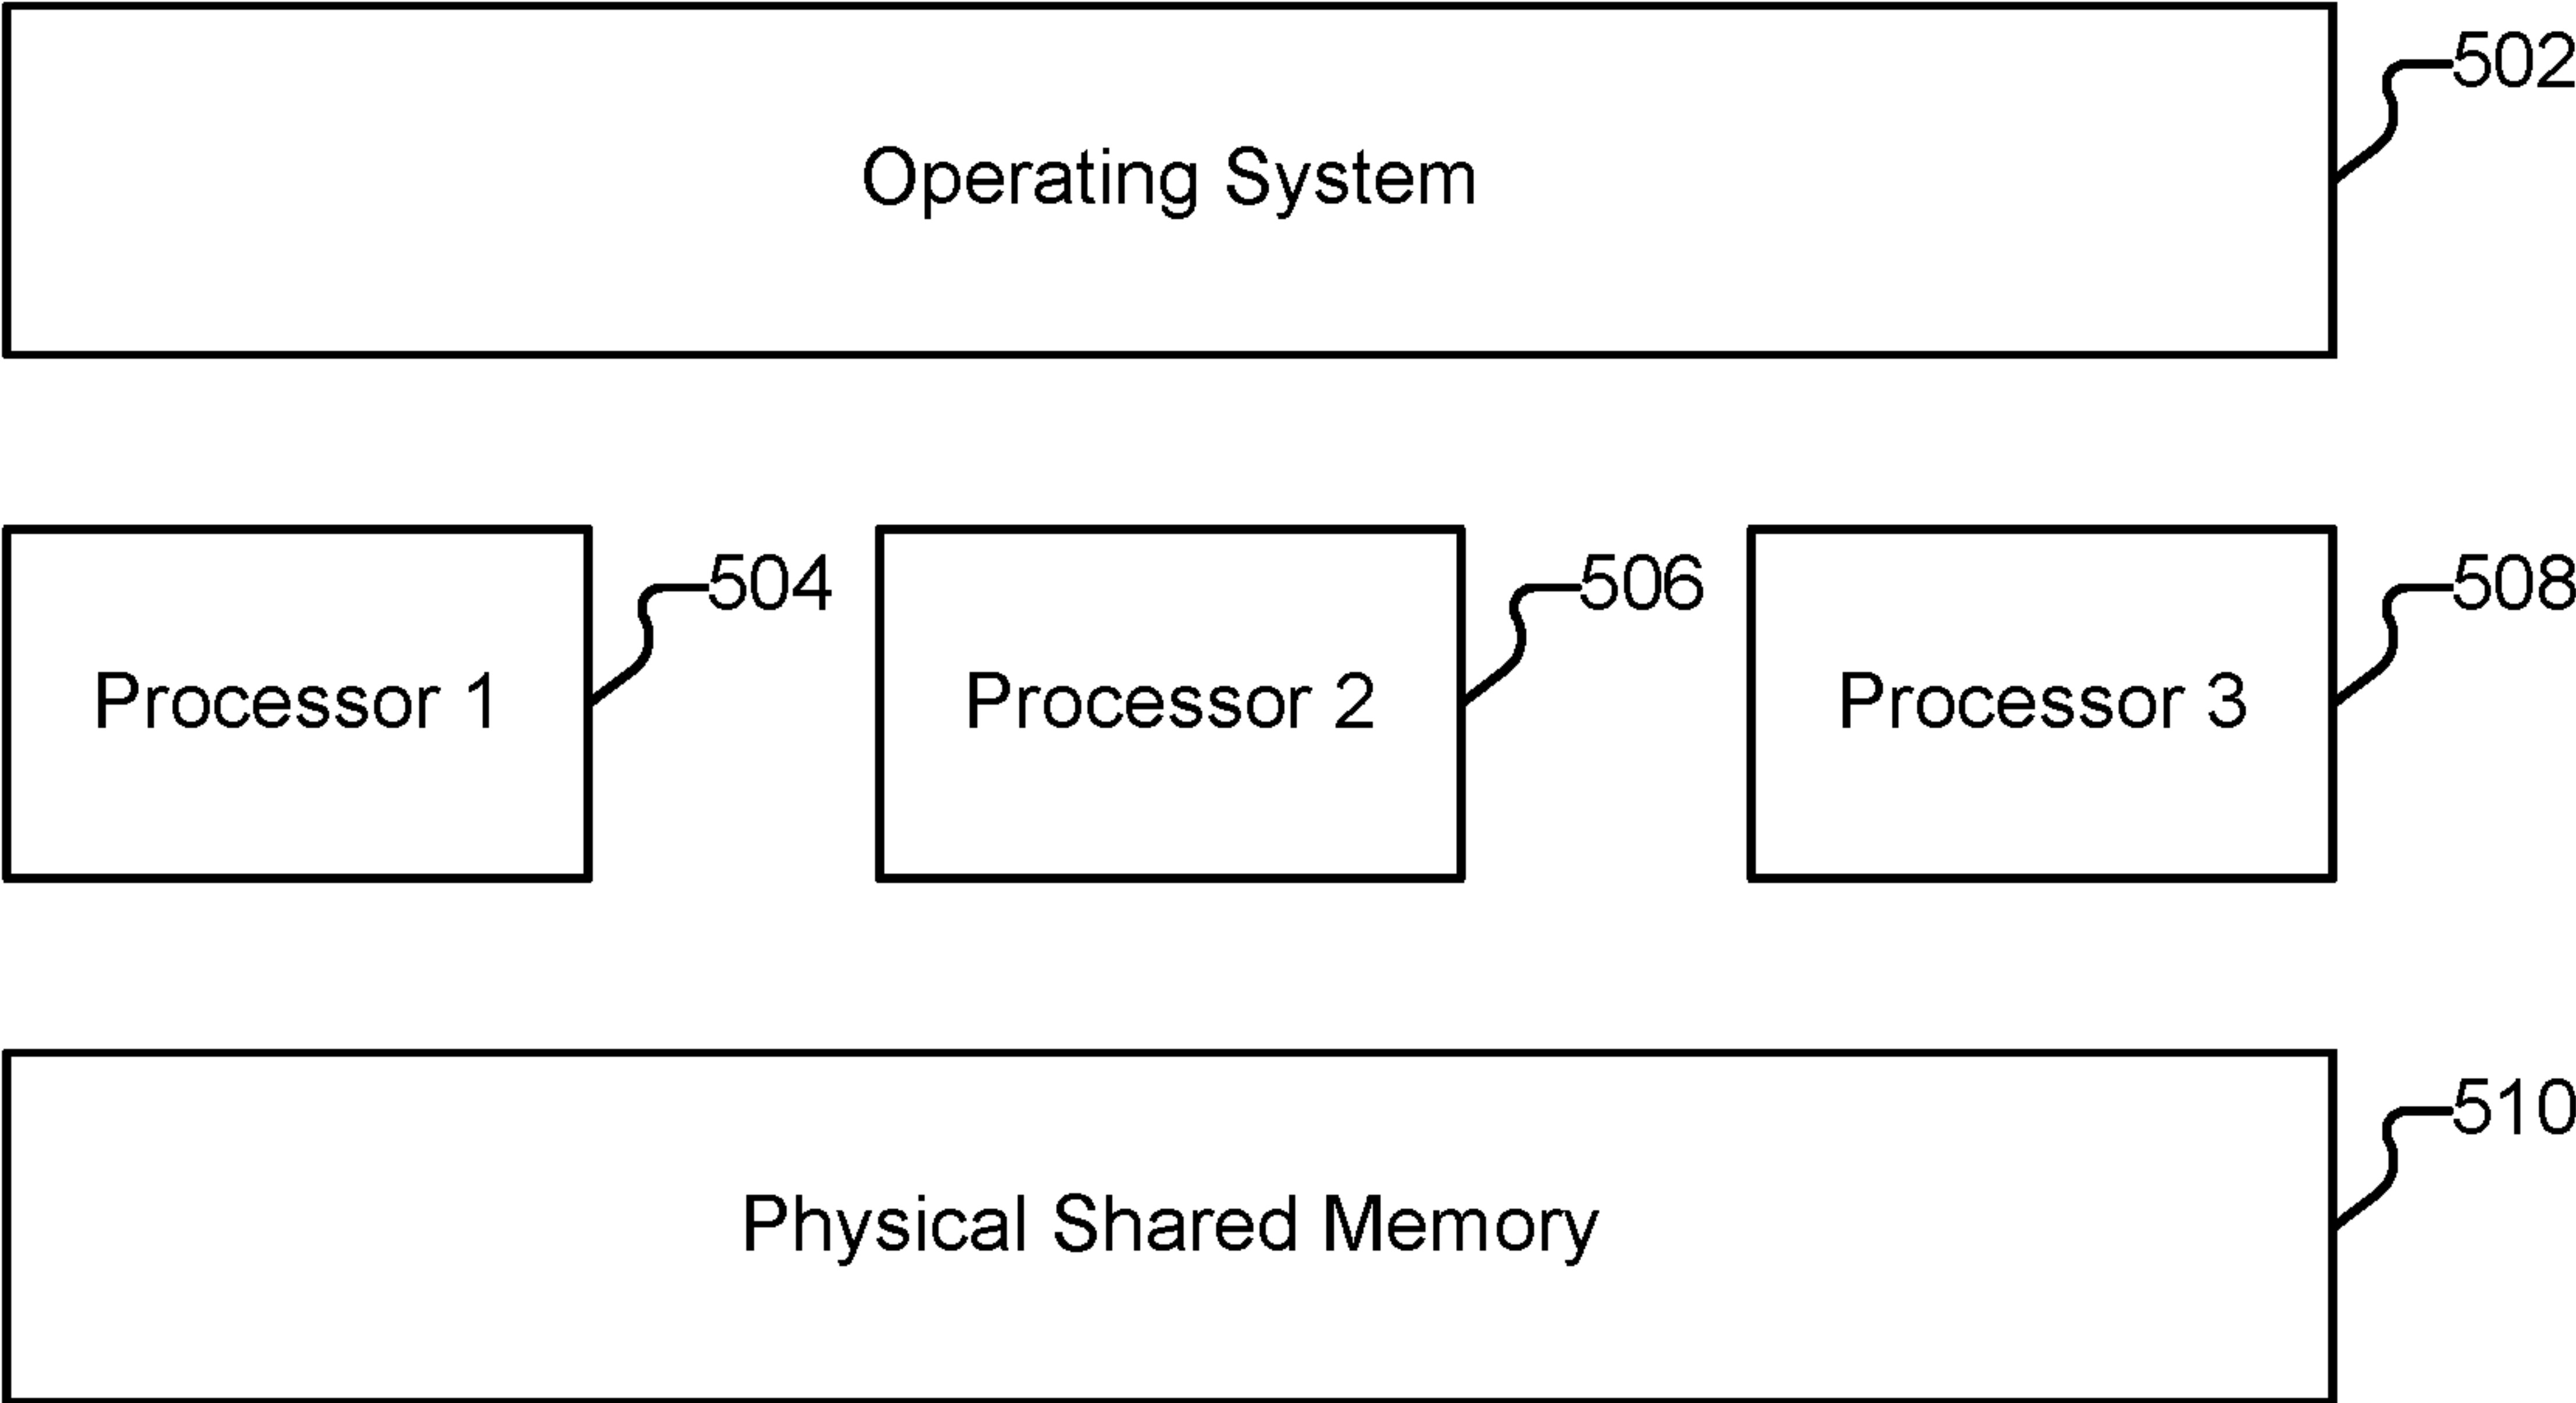 502
Operating System
504
506
508
Processor 1
Processor 2
Processor 3
510
Physical Shared Memory